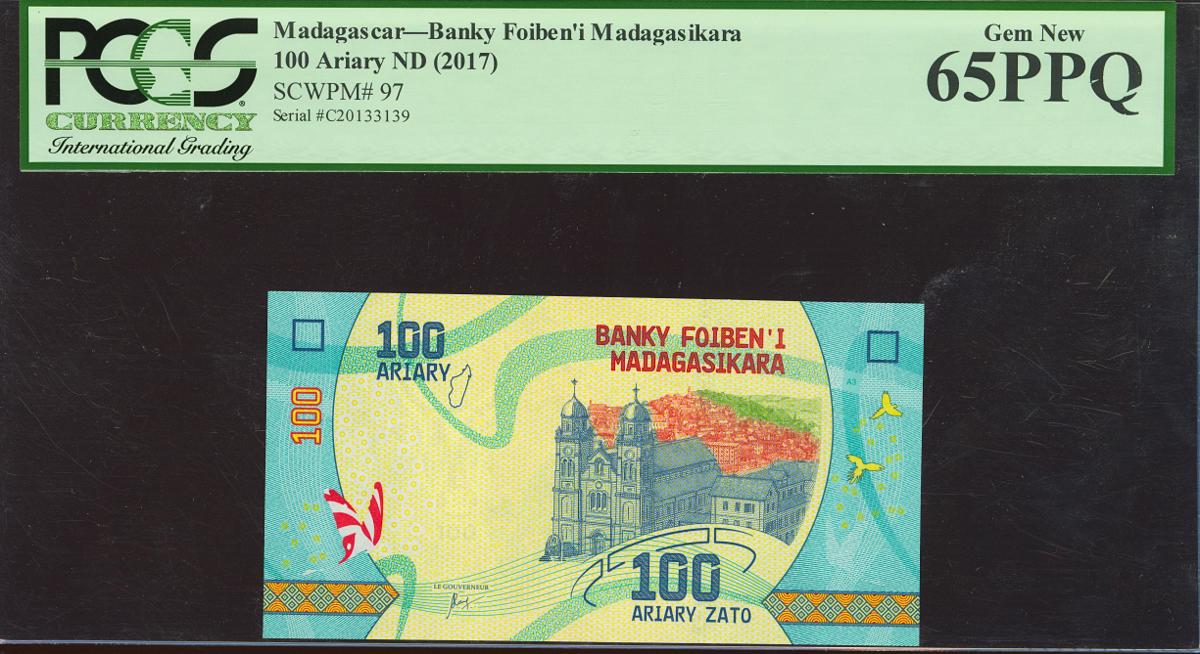 PCGS
CURRENCY
International Grading
Madagascar—Banky Foiben'i Madagasikara
100 Ariary ND (2017)
SCWPM# 97
Serial #C20133139
Gem New
65PPQ
100
ARIARY
BANKY FOIBEN'I
MADAGASIKARA
A3
100
LE GOUVERNEUR
100
ARIARY ZATO